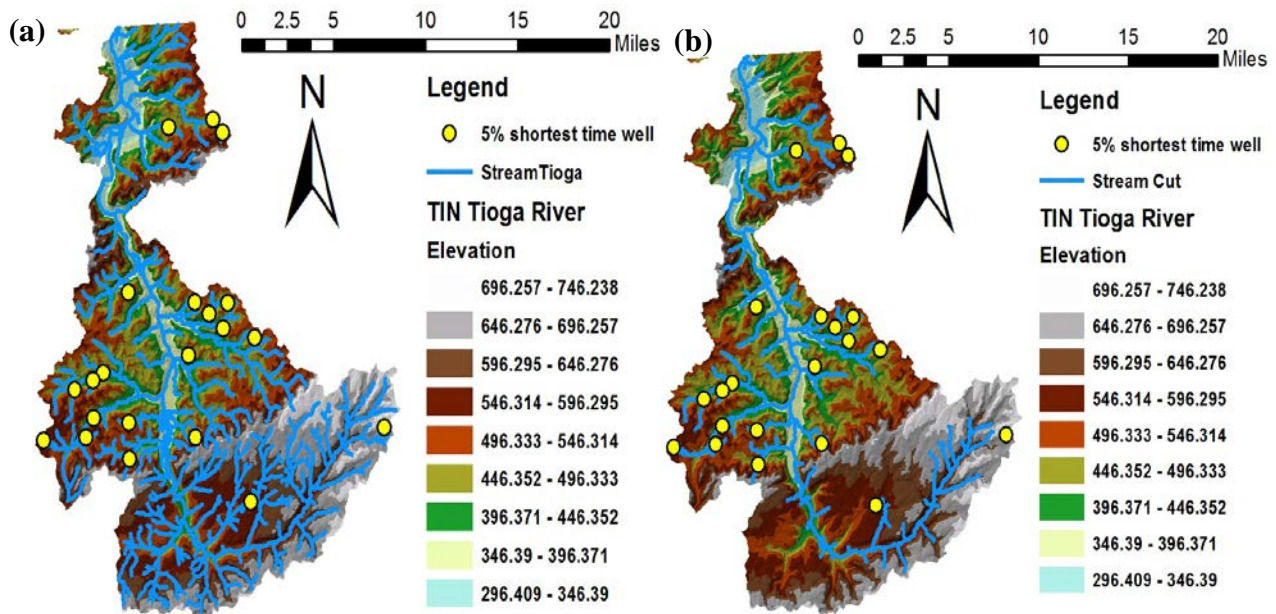 (a)
0 2.5 5 10 15 20
Miles
N
Legend
5% shortest time well
StreamTioga
TIN Tioga River
Elevation
696.257 - 746.238
646.276 - 696.257
596.295 - 646.276
546.314 - 596.295
496.333 - 546.314
446.352 - 496.333
396.371 - 446.352
346.39 - 396.371
296.409 - 346.39
(b)
0 2.5 5 10 15 20
Miles
N
Legend
5% shortest time well
Stream Cut
TIN Tioga River
Elevation
696.257 - 746.238
646.276 - 696.257
596.295 - 646.276
546.314 - 596.295
496.333 - 546.314
446.352 - 496.333
396.371 - 446.352
346.39 - 396.371
296.409 - 346.39